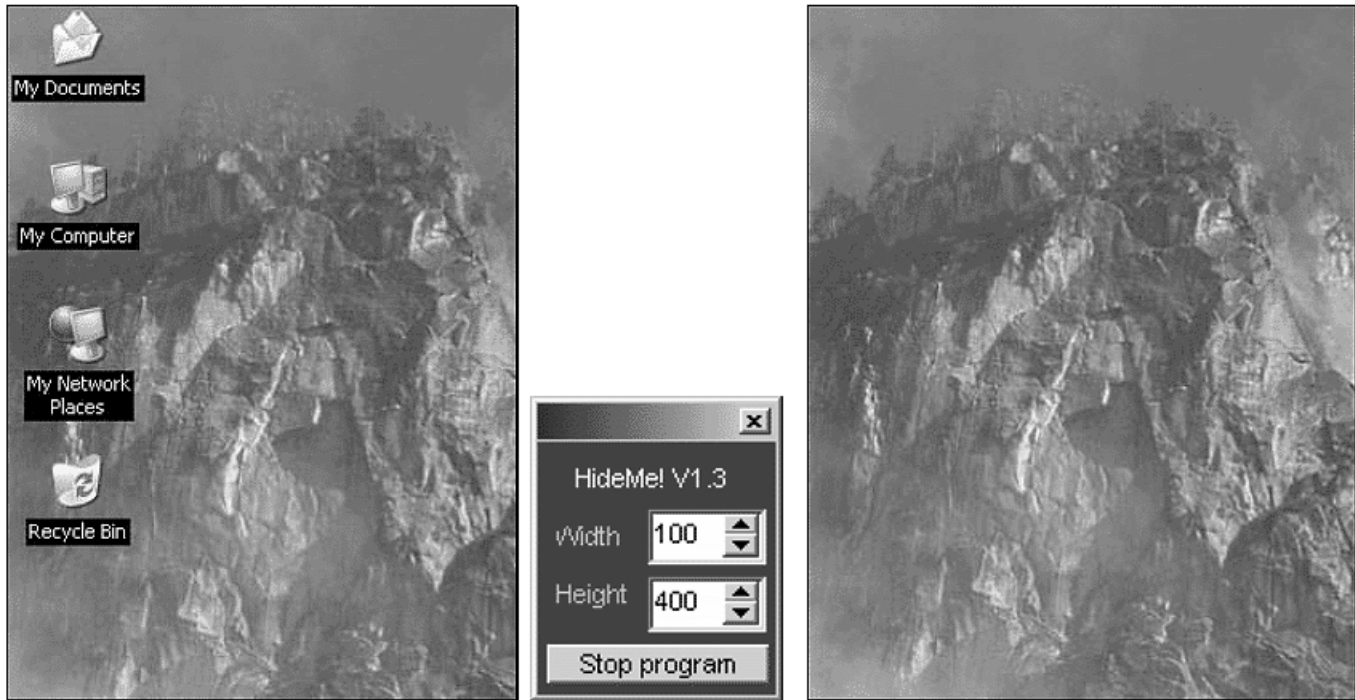 My Documents
My Computer
My Network
Places
Recycle Bin
HideMe! V1.3
Width 100
Height 400
Stop program